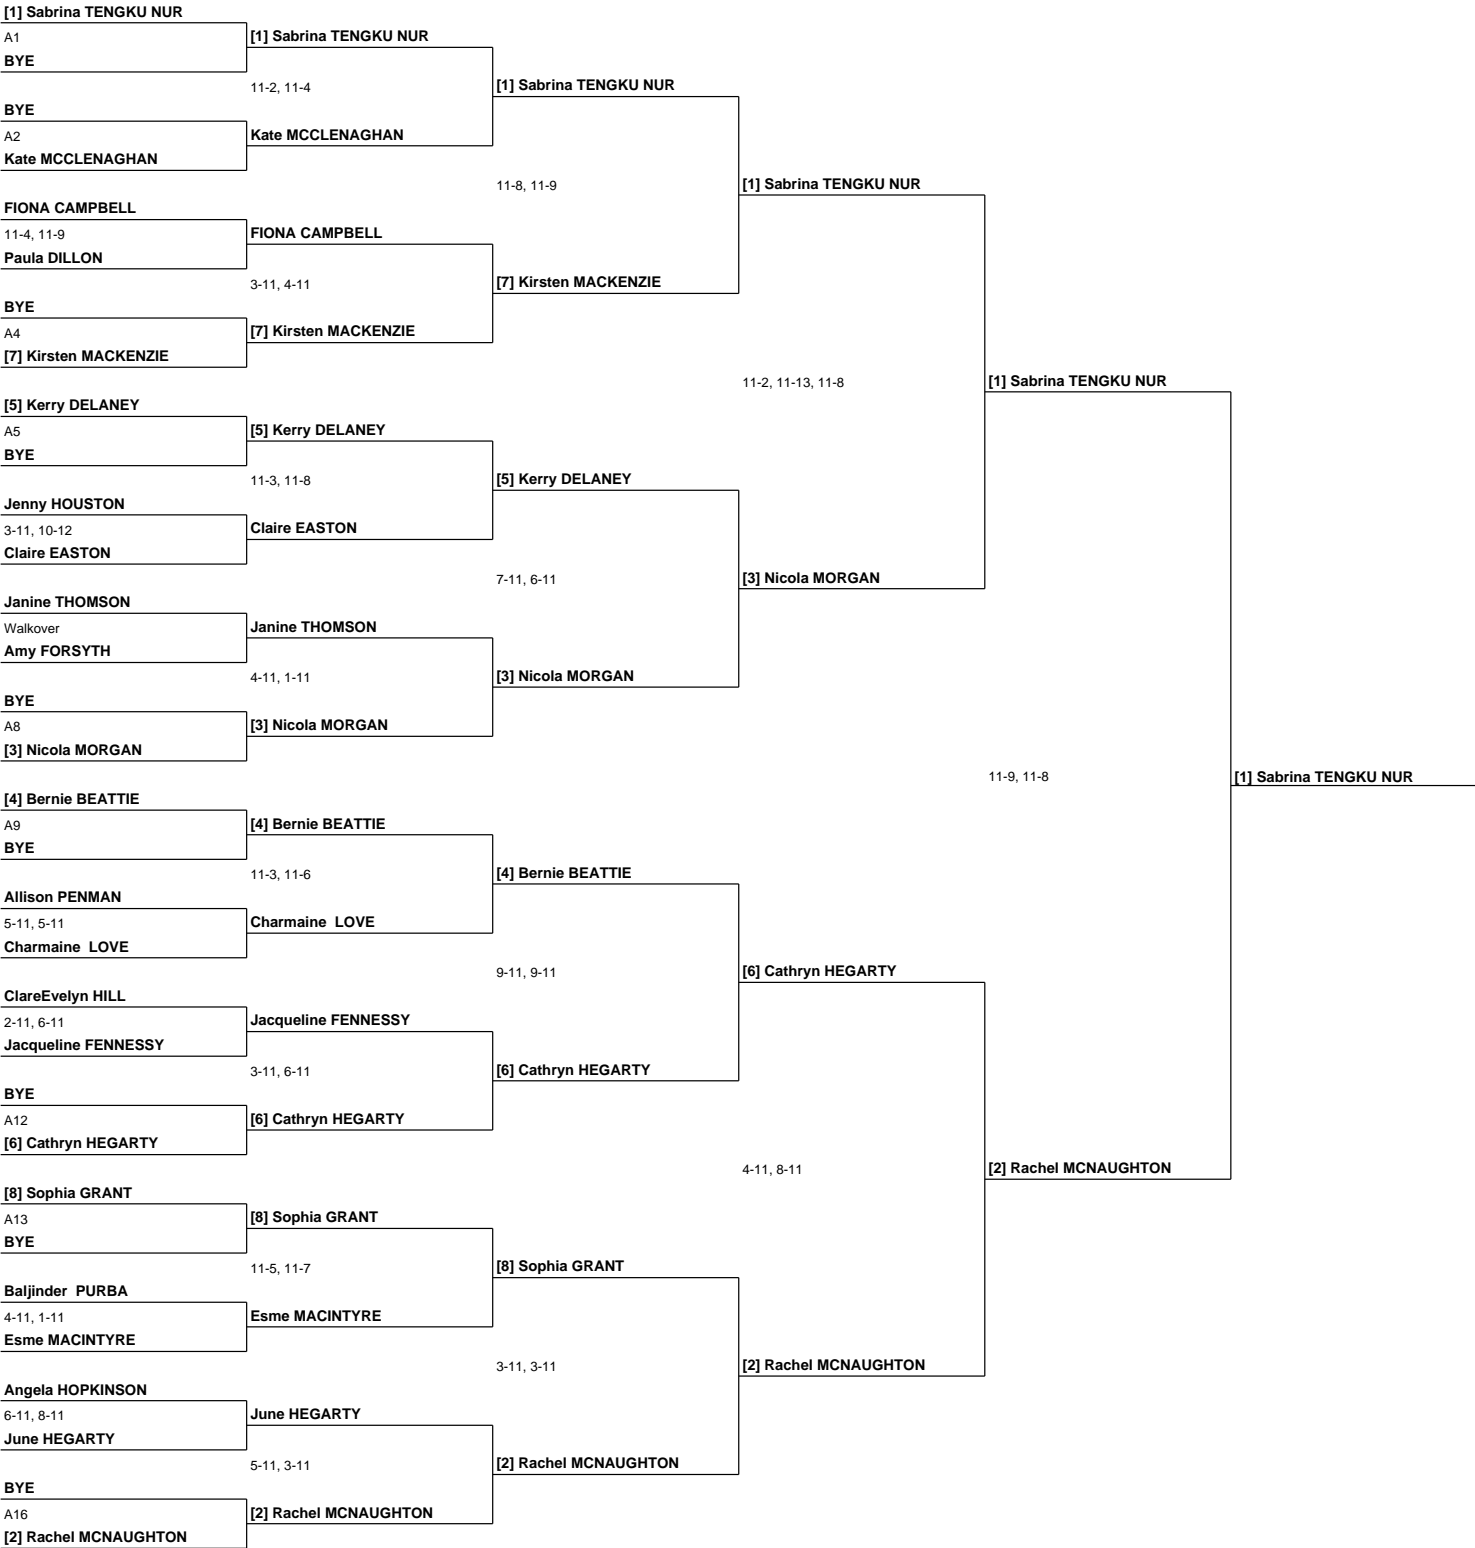 [1] Sabrina TENGKU NUR
A1
BYE
BYE
A2
Kate MCCLENAGHAN
FIONA CAMPBELL
11-4, 11-9
Paula DILLON
BYE
A4
[7] Kirsten MACKENZIE
[5] Kerry DELANEY
A5
BYE
Jenny HOUSTON
3-11, 10-12
Claire EASTON
Janine THOMSON
Walkover
Amy FORSYTH
BYE
A8
[3] Nicola MORGAN
[4] Bernie BEATTIE
A9
BYE
Allison PENMAN
5-11, 5-11
Charmaine  LOVE
ClareEvelyn HILL
2-11, 6-11
Jacqueline FENNESSY
BYE
A12
[6] Cathryn HEGARTY
[8] Sophia GRANT
A13
BYE
Baljinder  PURBA
4-11, 1-11
Esme MACINTYRE
Angela HOPKINSON
6-11, 8-11
June HEGARTY
BYE
A16
[2] Rachel MCNAUGHTON
[1] Sabrina TENGKU NUR
11-2, 11-4
Kate MCCLENAGHAN
FIONA CAMPBELL
3-11, 4-11
[7] Kirsten MACKENZIE
[5] Kerry DELANEY
11-3, 11-8
Claire EASTON
Janine THOMSON
4-11, 1-11
[3] Nicola MORGAN
[4] Bernie BEATTIE
11-3, 11-6
Charmaine  LOVE
Jacqueline FENNESSY
3-11, 6-11
[6] Cathryn HEGARTY
[8] Sophia GRANT
11-5, 11-7
Esme MACINTYRE
June HEGARTY
5-11, 3-11
[2] Rachel MCNAUGHTON
[1] Sabrina TENGKU NUR
11-8, 11-9
[7] Kirsten MACKENZIE
[5] Kerry DELANEY
7-11, 6-11
[3] Nicola MORGAN
[4] Bernie BEATTIE
9-11, 9-11
[6] Cathryn HEGARTY
[8] Sophia GRANT
3-11, 3-11
[2] Rachel MCNAUGHTON
[1] Sabrina TENGKU NUR
11-2, 11-13, 11-8
[3] Nicola MORGAN
[6] Cathryn HEGARTY
4-11, 8-11
[2] Rachel MCNAUGHTON
[1] Sabrina TENGKU NUR
11-9, 11-8
[2] Rachel MCNAUGHTON
[1] Sabrina TENGKU NUR